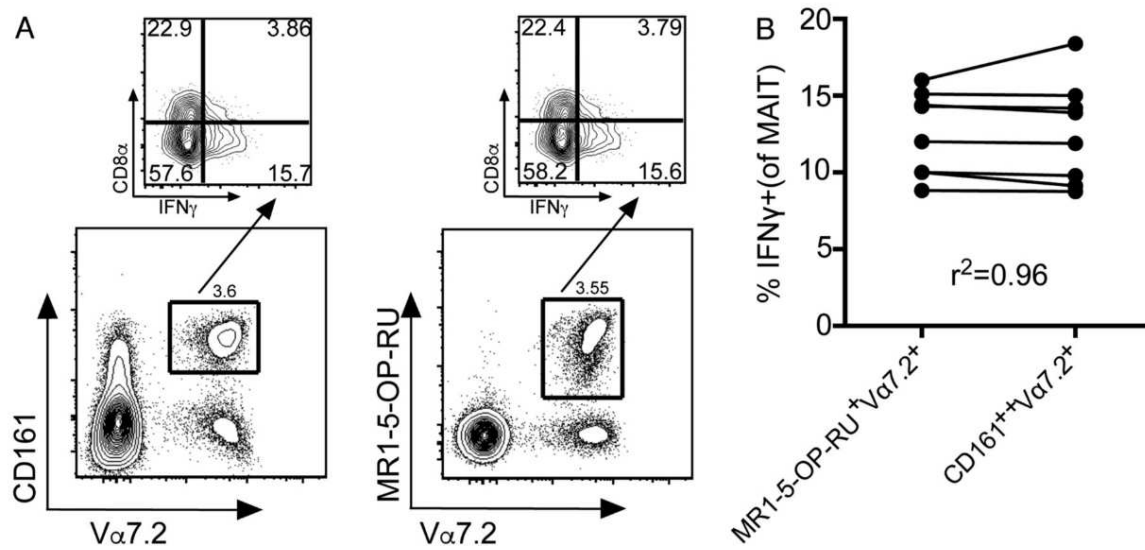 A
22.9 3.86
57.6 15.7
CD8α
IFNγ
3.6
CD161
Vα7.2
22.4 3.79
58.2 15.6
CD8α
IFNγ
3.55
MR1-5-OP-RU
Vα7.2
B
% IFNγ+(of MAIT)
20
15
10
5
0
r²=0.96
MR1-5-OP-RU⁺Vα7.2⁺
CD161⁺⁺Vα7.2⁺